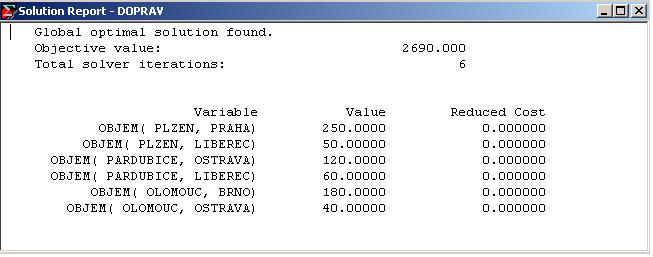 Solution Report - DOPRAV
Global optimal solution found.
Objective value: 2690.000
Total solver iterations: 6
Variable Value Reduced Cost
OBJEM( PLZEN, PRAHA) 250.0000 0.000000
OBJEM( PLZEN, LIBEREC) 50.00000 0.000000
OBJEM( PARDUBICE, OSTRAVA) 120.0000 0.000000
OBJEM( PARDUBICE, LIBEREC) 60.00000 0.000000
OBJEM( OLOMOUC, BRNO) 180.0000 0.000000
OBJEM( OLOMOUC, OSTRAVA) 40.00000 0.000000